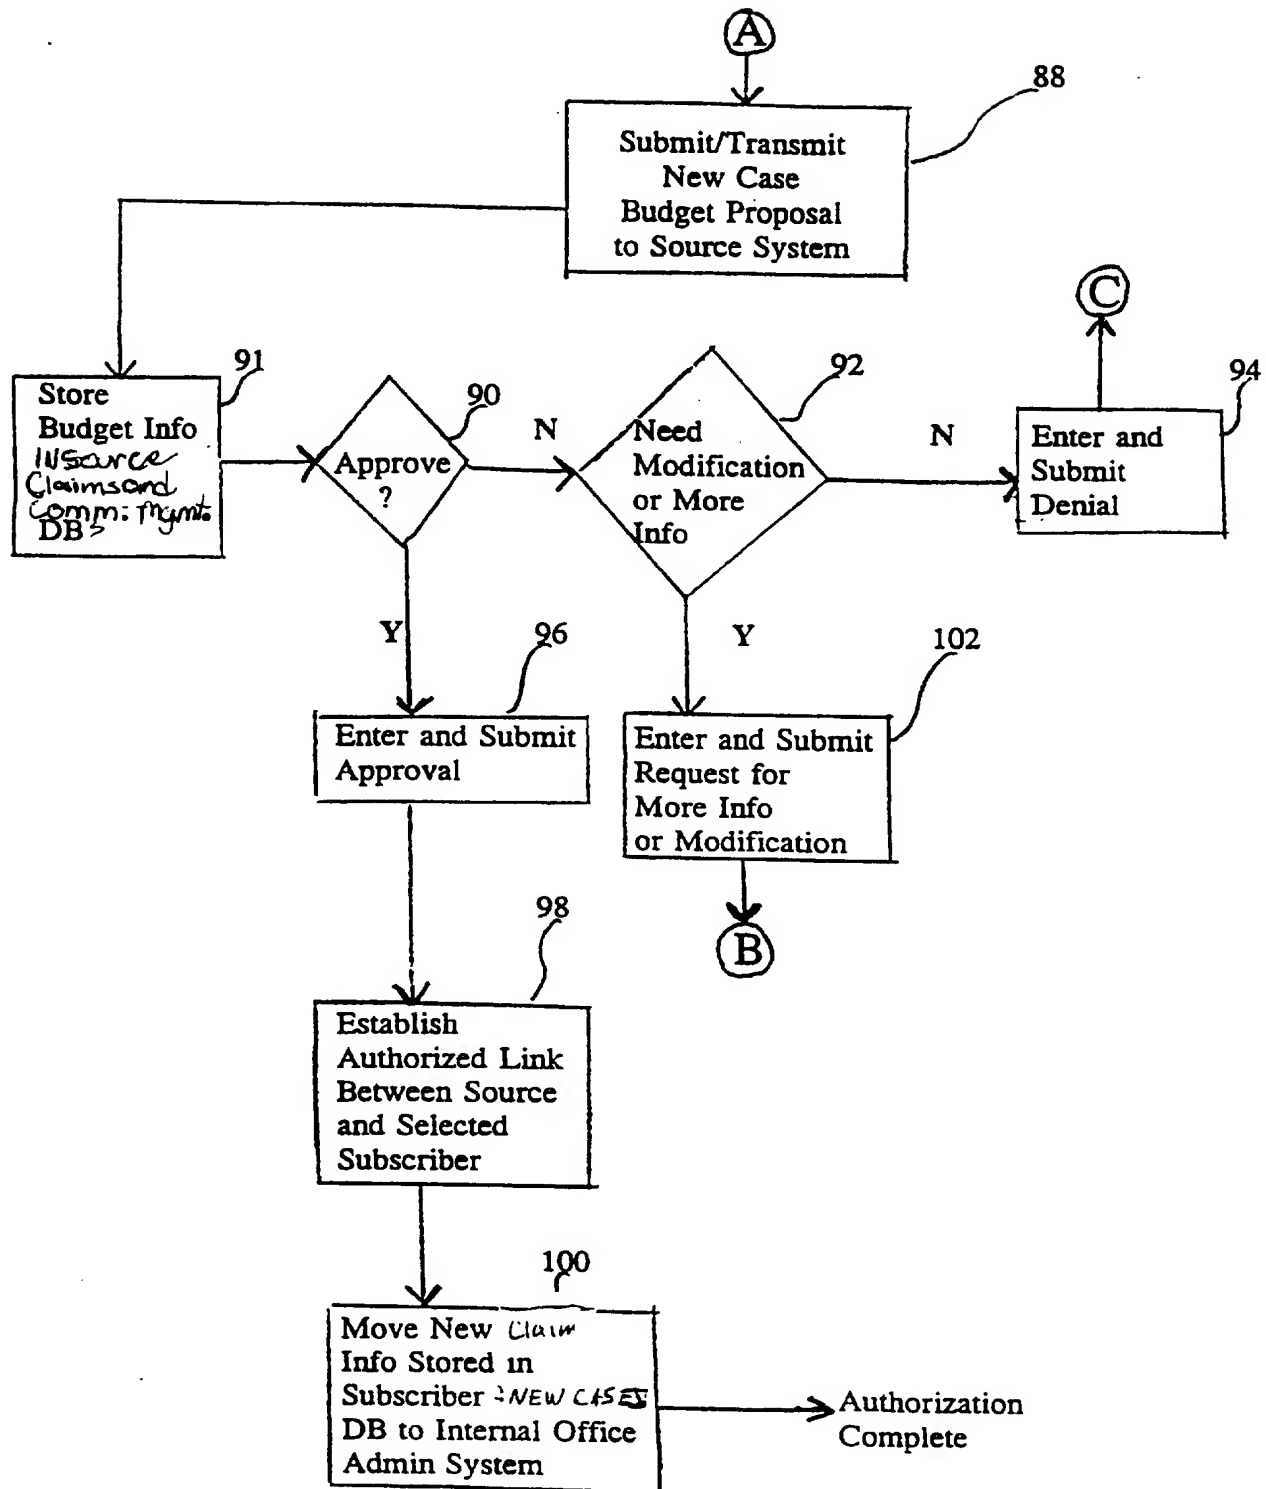 A
88
Submit/Transmit
New Case
Budget Proposal
to Source System
C
91
Store
Budget Info
IN Source
Claims and
Comm. Mgmt.
DBs
90
Approve
?
N
92
Need
Modification
or More
Info
N
94
Enter and
Submit
Denial
Y
96
Enter and Submit
Approval
Y
102
Enter and Submit
Request for
More Info
or Modification
B
98
Establish
Authorized Link
Between Source
and Selected
Subscriber
100
Move New Claim
Info Stored in
Subscriber NEW CASES
DB to Internal Office
Admin System
Authorization
Complete